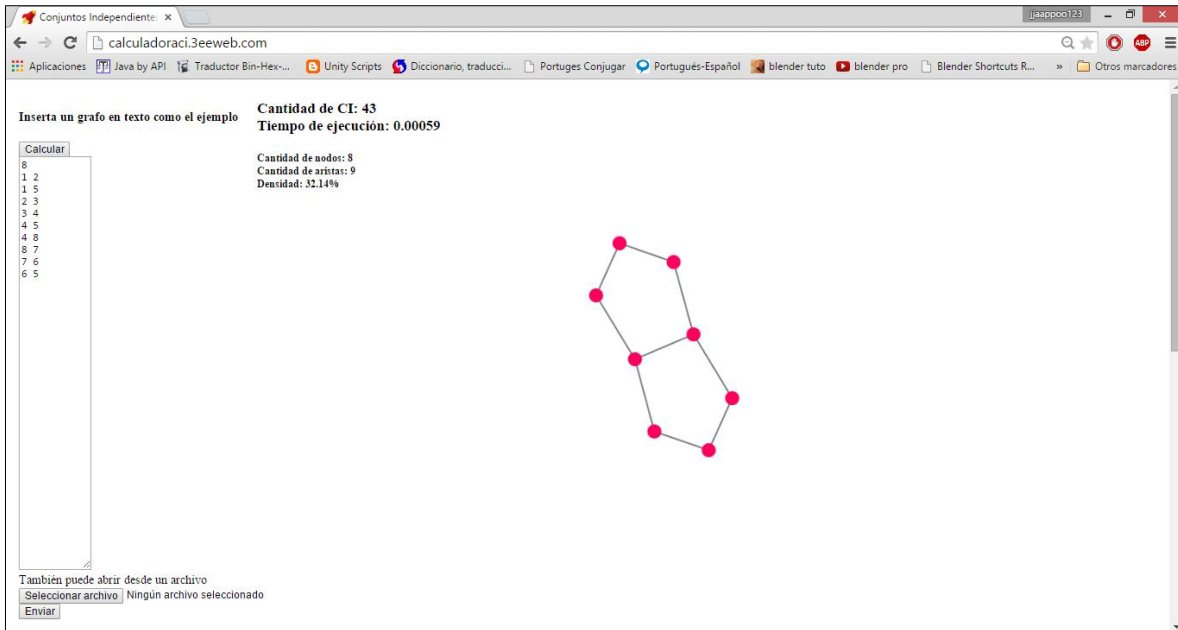 Conjuntos Independiente
jjaappoo123
calculadoraci.3eeweb.com
ABP
Aplicaciones Java by API Traductor Bin-Hex-... Unity Scripts Diccionario, traducci... Portuges Conjugar Portugués-Español blender tuto blender pro Blender Shortcuts R... » Otros marcadores
Inserta un grafo en texto como el ejemplo
Calcular
8
1 2
1 5
2 3
3 4
4 5
4 8
8 7
7 6
6 5
También puede abrir desde un archivo
Seleccionar archivo Ningún archivo seleccionado
Enviar
Cantidad de CI: 43
Tiempo de ejecución: 0.00059
Cantidad de nodos: 8
Cantidad de aristas: 9
Densidad: 32.14%